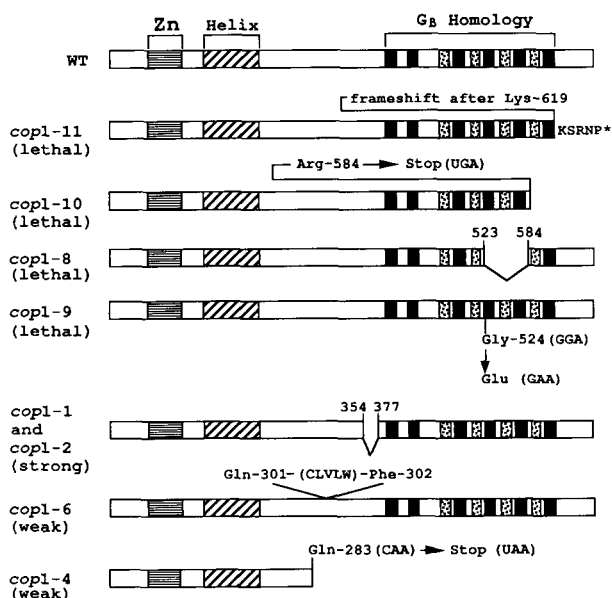 Zn Helix G_B Homology
WT
frameshift after Lys-619
cop1-11 KSRNP*
(lethal)
Arg-584 → Stop (UGA)
cop1-10
(lethal)
523 584
cop1-8
(lethal)
cop1-9
(lethal)
Gly-524 (GGA)
Glu (GAA)
354 377
cop1-1
and
cop1-2
(strong)
Gln-301-(CLVLW)-Phe-302
cop1-6
(weak)
Gln-283 (CAA) → Stop (UAA)
cop1-4
(weak)